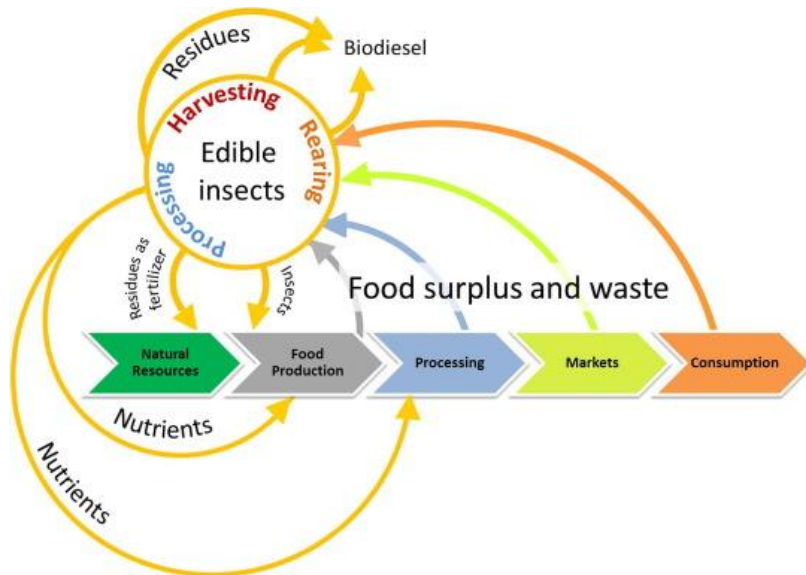 Residues
Biodiesel
Harvesting
Rearing
Processing
Edible
insects
Residues as
fertilizer
Insects
Food surplus and waste
Natural
Resources
Food
Production
Processing
Markets
Consumption
Nutrients
Nutrients